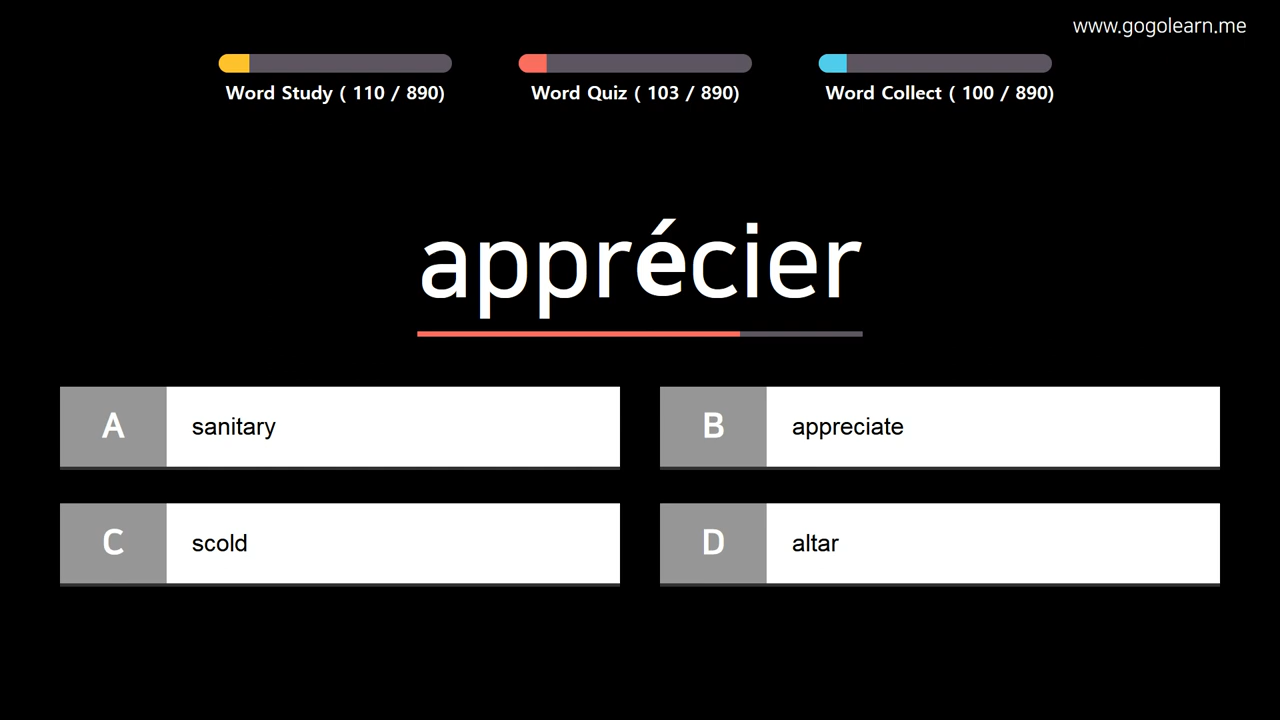 www.gogolearn.me
Word Study ( 110 / 890)
Word Quiz ( 103 / 890)
Word Collect ( 100 / 890)
apprécier
A sanitary
B appreciate
C scold
D altar